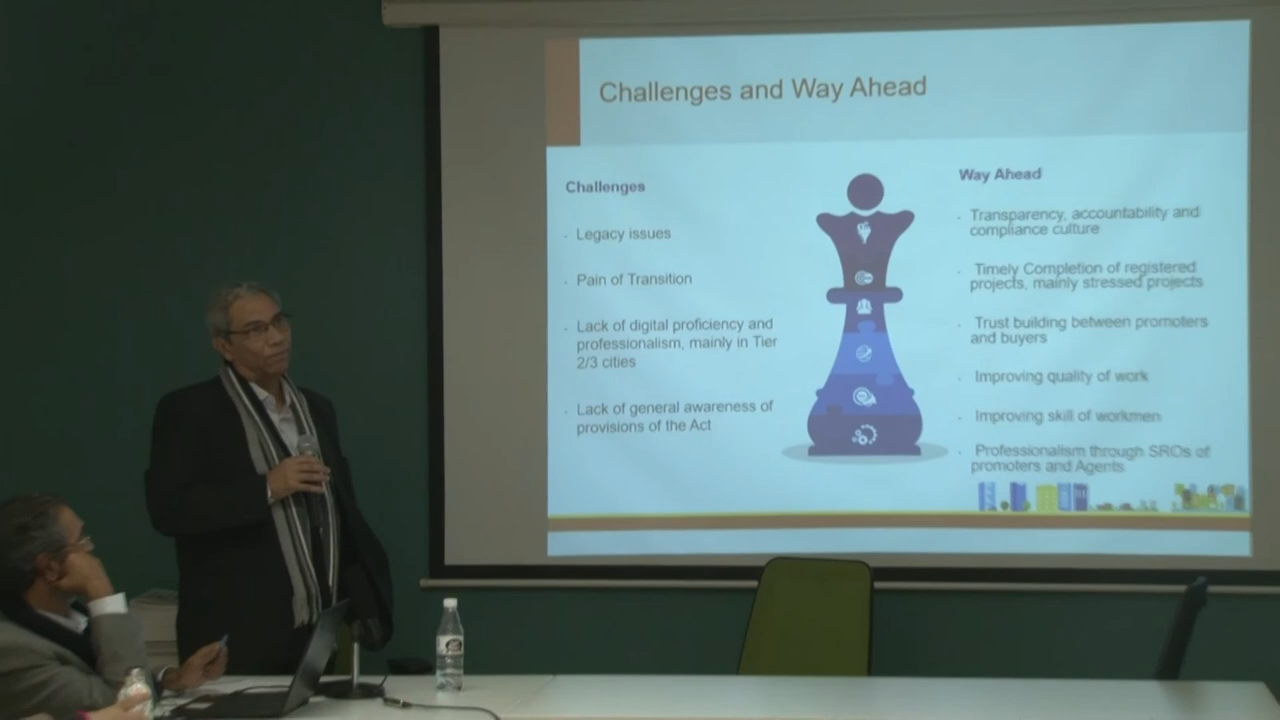 Challenges and Way Ahead
Challenges
· Legacy issues
· Pain of Transition
· Lack of digital proficiency and
professionalism, mainly in Tier
2/3 cities
· Lack of general awareness of
provisions of the Act
Way Ahead
· Transparency, accountability and
compliance culture
· Timely Completion of registered
projects, mainly stressed projects
· Trust building between promoters
and buyers
· Improving quality of work
· Improving skill of workmen
· Professionalism through SROs of
promoters and Agents